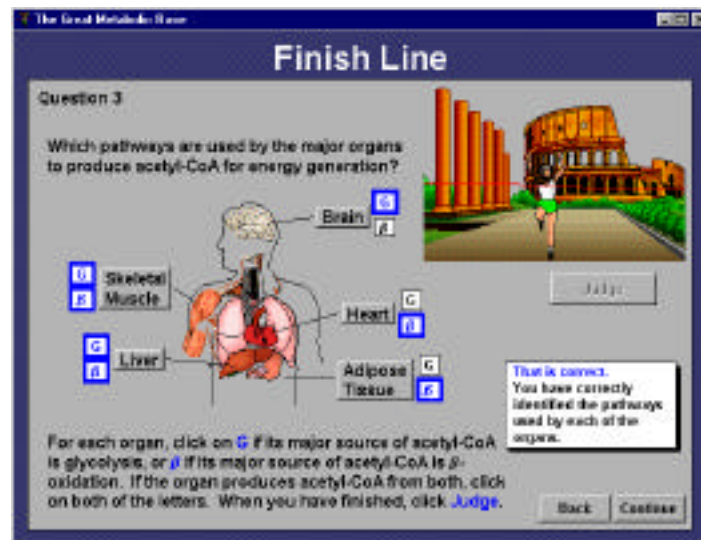 The Great Metabolic Race
Finish Line
Question 3
Which pathways are used by the major organs
to produce acetyl-CoA for energy generation?
Brain
G
β
G
β
Skeletal
Muscle
Heart
G
β
G
β
Liver
Adipose
Tissue
G
β
Judge
That is correct.
You have correctly
identified the pathways
used by each of the
organs.
For each organ, click on G if its major source of acetyl-CoA
is glycolysis, or β if its major source of acetyl-CoA is β-
oxidation. If the organ produces acetyl-CoA from both, click
on both of the letters. When you have finished, click Judge.
Back
Continue